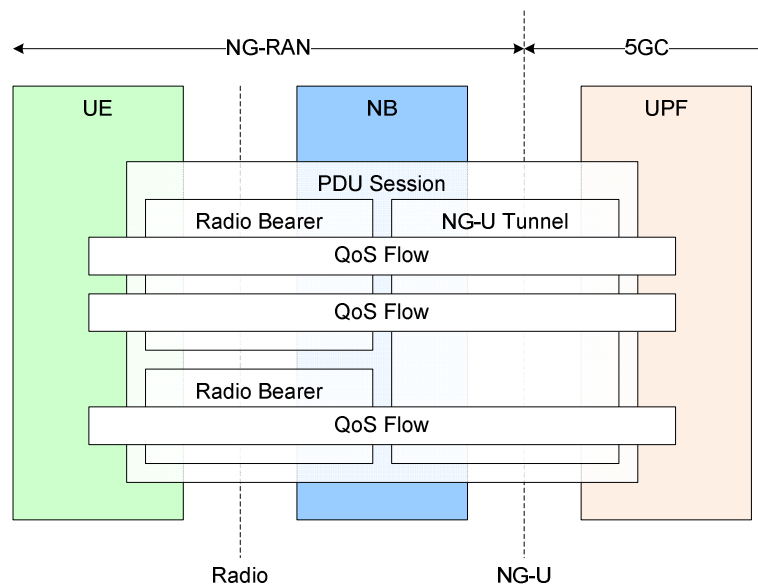 NG-RAN
5GC
UE
NB
UPF
PDU Session
Radio Bearer
NG-U Tunnel
QoS Flow
QoS Flow
Radio Bearer
QoS Flow
Radio
NG-U